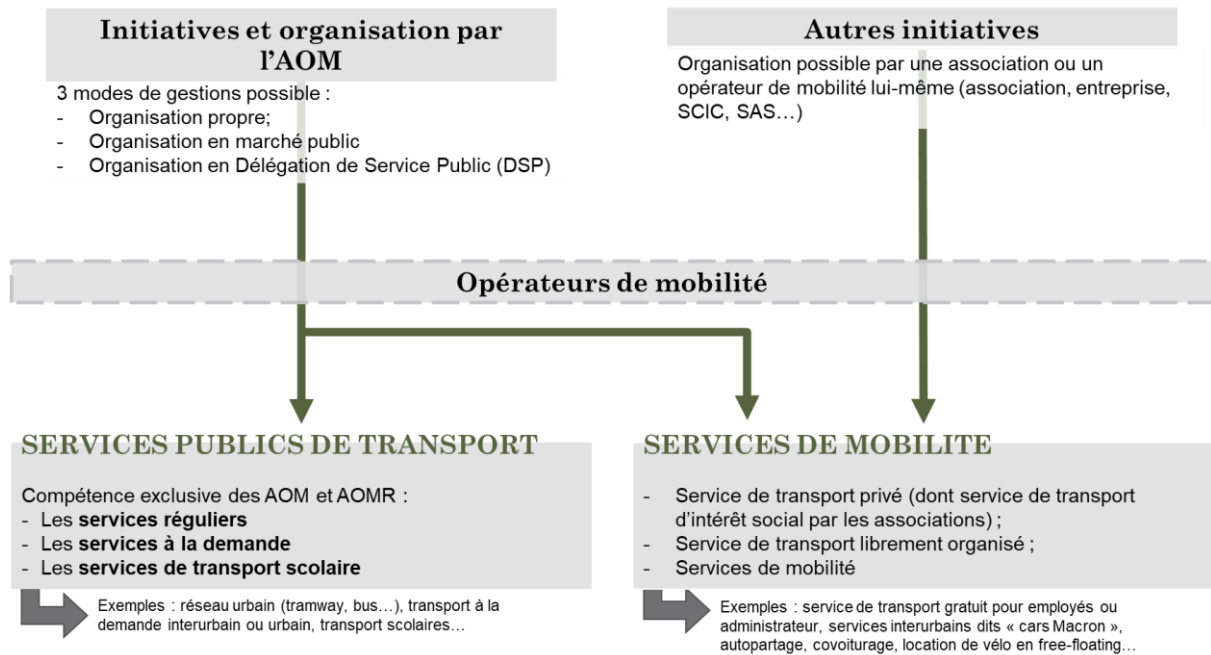 Initiatives et organisation par
l'AOM
3 modes de gestions possible :
- Organisation propre;
- Organisation en marché public
- Organisation en Délégation de Service Public (DSP)
Autres initiatives
Organisation possible par une association ou un
opérateur de mobilité lui-même (association, entreprise,
SCIC, SAS…)
Opérateurs de mobilité
SERVICES PUBLICS DE TRANSPORT
Compétence exclusive des AOM et AOMR :
- Les services réguliers
- Les services à la demande
- Les services de transport scolaire
Exemples : réseau urbain (tramway, bus…), transport à la
demande interurbain ou urbain, transport scolaires…
SERVICES DE MOBILITE
- Service de transport privé (dont service de transport
d'intérêt social par les associations) ;
- Service de transport librement organisé ;
- Services de mobilité
Exemples : service de transport gratuit pour employés ou
administrateur, services interurbains dits « cars Macron »,
autopartage, covoiturage, location de vélo en free-floating…